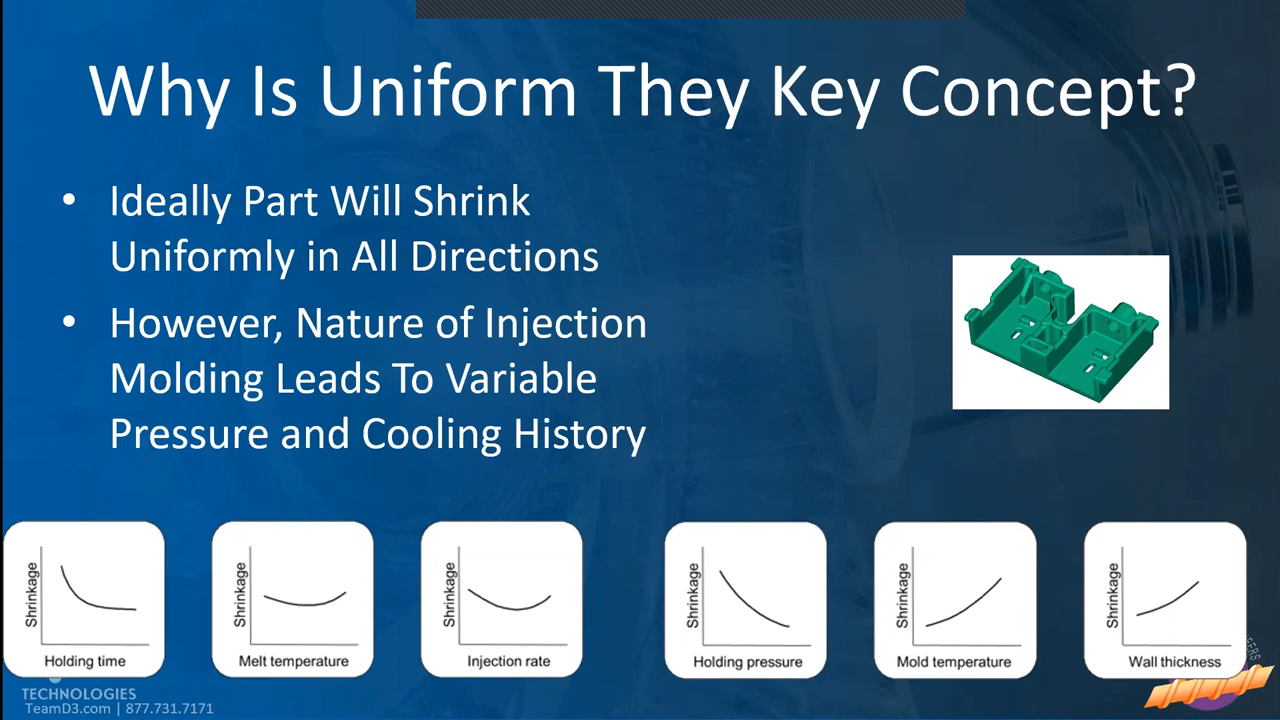 Why Is Uniform They Key Concept?
• Ideally Part Will Shrink
Uniformly in All Directions
• However, Nature of Injection
Molding Leads To Variable
Pressure and Cooling History
Shrinkage
Holding time
Shrinkage
Melt temperature
Shrinkage
Injection rate
Shrinkage
Holding pressure
Shrinkage
Mold temperature
Shrinkage
Wall thickness
TECHNOLOGIES
TeamD3.com | 877.731.7171